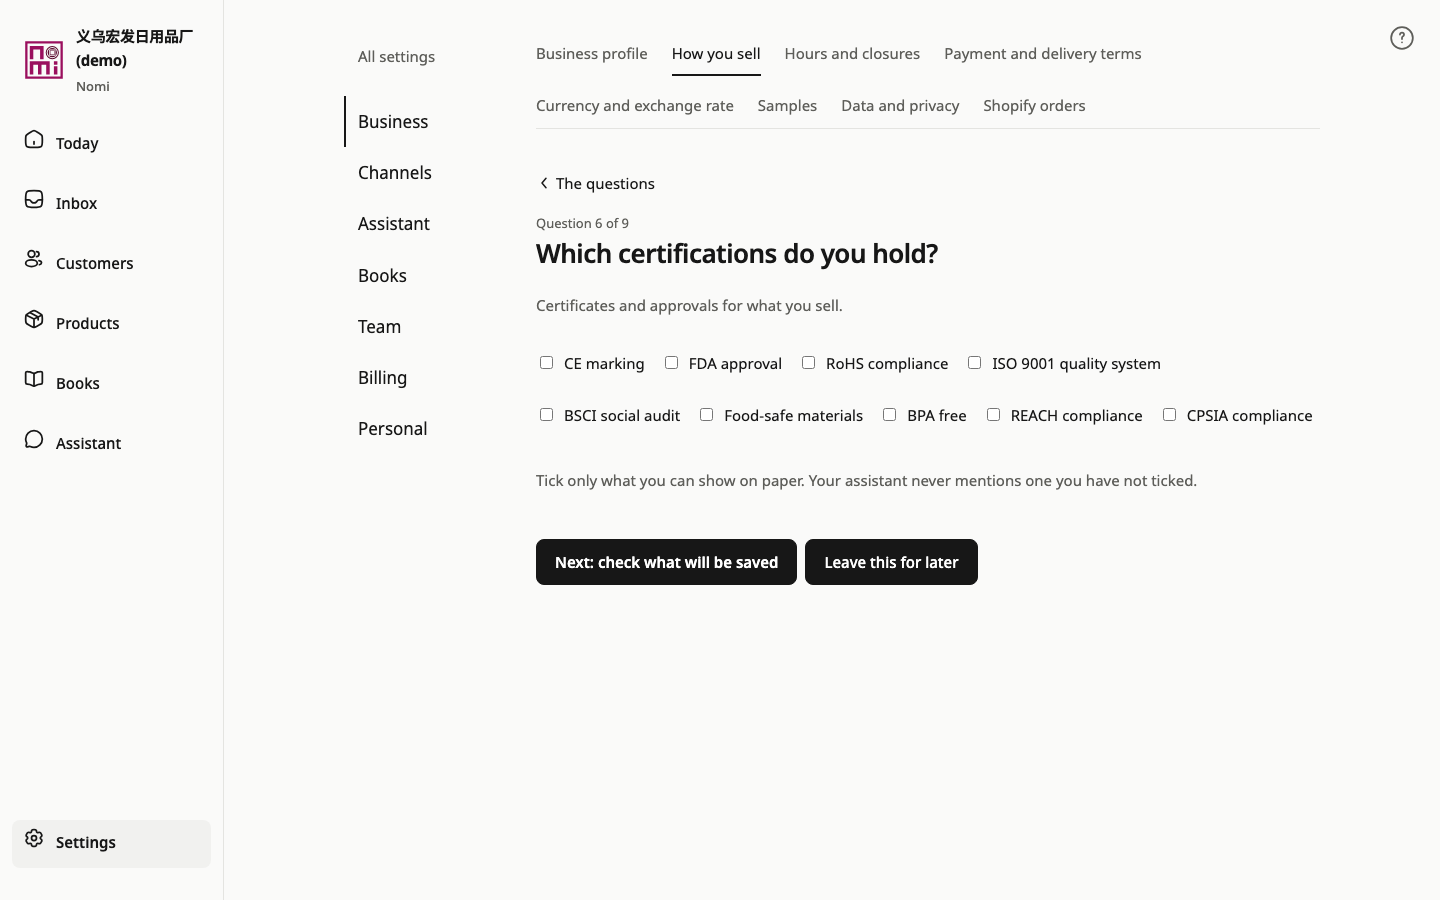 nomi
义乌宏发日用品厂
(demo)
Nomi
Today
Inbox
Customers
Products
Books
Assistant
Settings
All settings
Business
Channels
Assistant
Books
Team
Billing
Personal
Business profile How you sell Hours and closures Payment and delivery terms
Currency and exchange rate Samples Data and privacy Shopify orders
The questions
Question 6 of 9
Which certifications do you hold?
Certificates and approvals for what you sell.
CE marking FDA approval RoHS compliance ISO 9001 quality system
BSCI social audit Food-safe materials BPA free REACH compliance CPSIA compliance
Tick only what you can show on paper. Your assistant never mentions one you have not ticked.
Next: check what will be saved Leave this for later
?